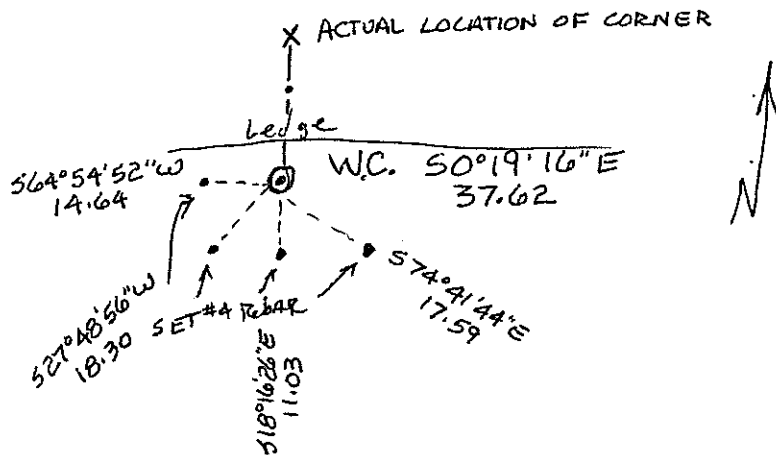 X ACTUAL LOCATION OF CORNER
Ledge
W.C. S0°19'16"E
37.62
S64°54'52"W
14.64
N
S74°41'44"E
17.59
SET #4 REBAR
S27°48'56"W
18.30
S18°16'26"E
11.03